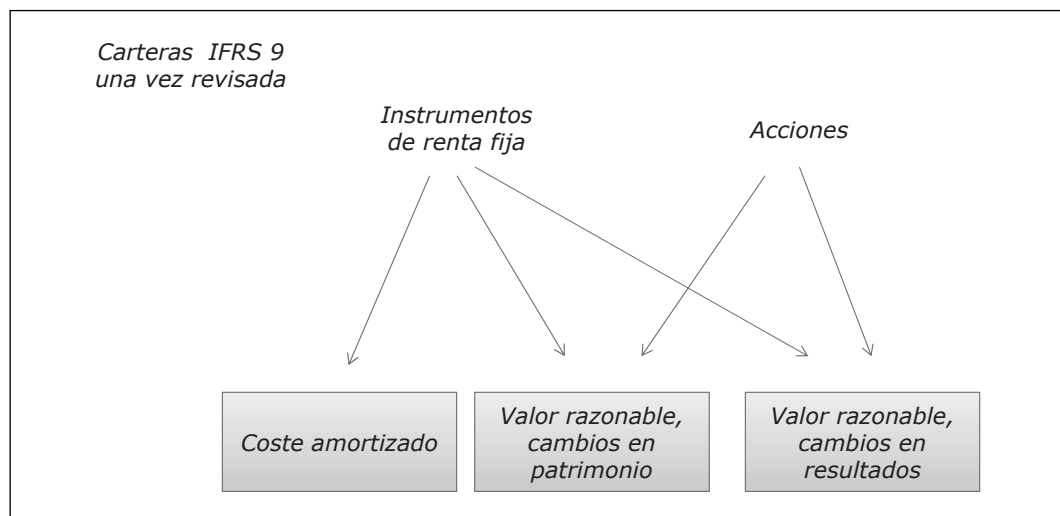 Carteras IFRS 9
una vez revisada
Instrumentos
de renta fija
Acciones
Coste amortizado
Valor razonable,
cambios en
patrimonio
Valor razonable,
cambios en
resultados